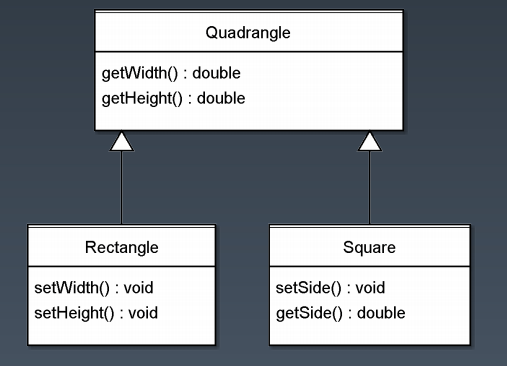 Quadrangle
getWidth() : double
getHeight() : double
Rectangle
setWidth() : void
setHeight() : void
Square
setSide() : void
getSide() : double